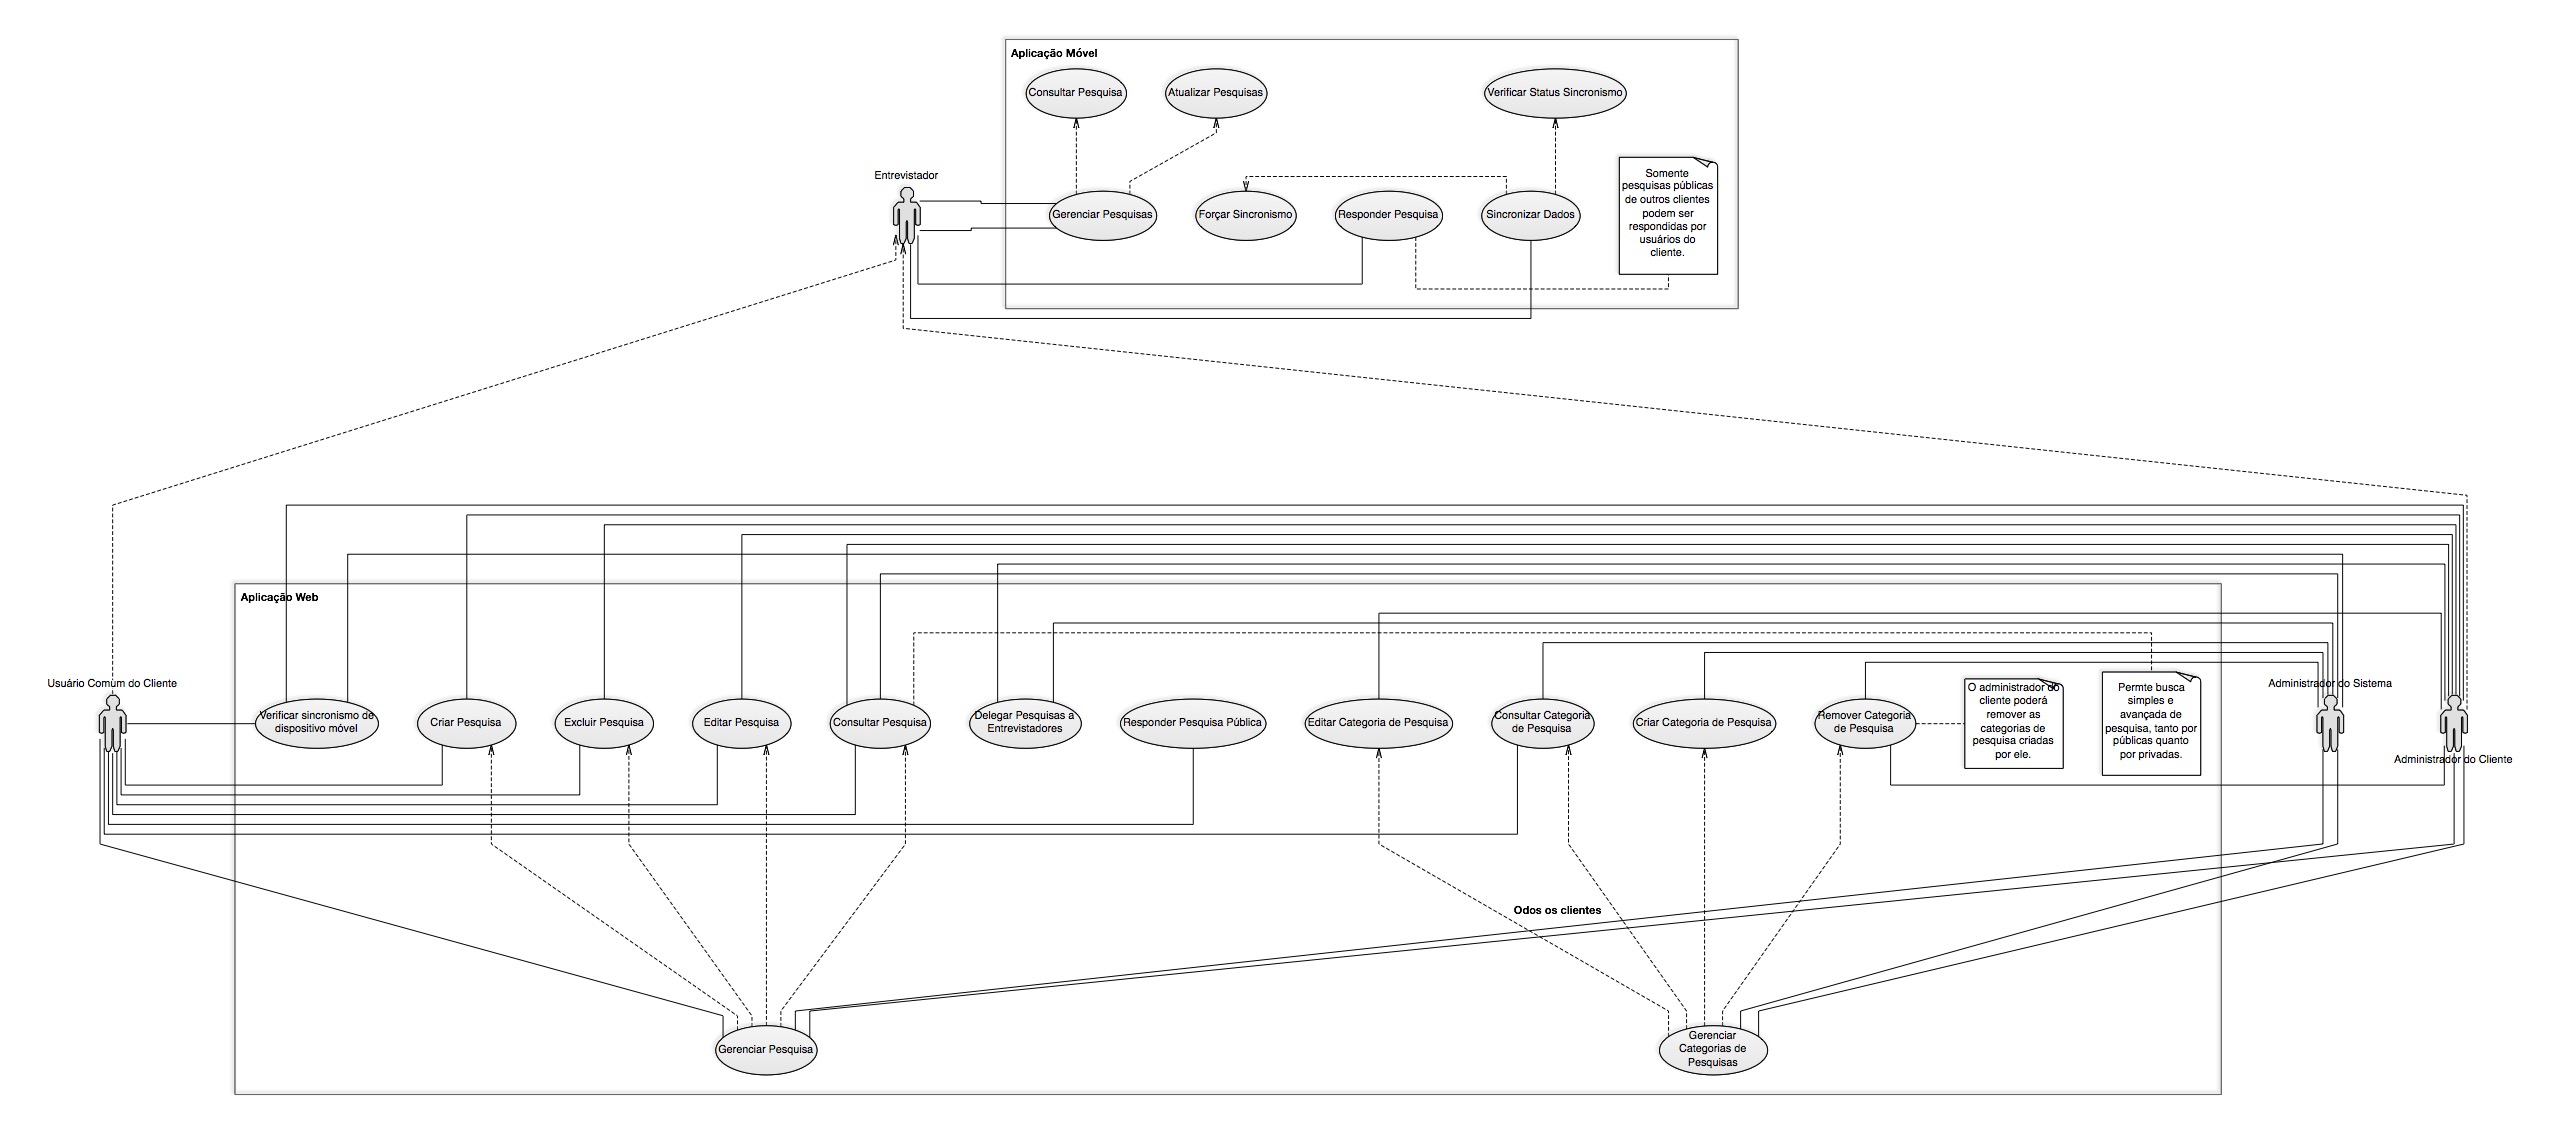 Aplicação Móvel
Consultar Pesquisa
Atualizar Pesquisas
Verificar Status Sincronismo
Entrevistador
Gerenciar Pesquisas
Forçar Sincronismo
Responder Pesquisa
Sincronizar Dados
Somente
pesquisas públicas
de outros clientes
podem ser
respondidas por
usuários do
cliente.
Aplicação Web
Usuário Comum do Cliente
Verificar sincronismo de
dispositivo móvel
Criar Pesquisa
Excluir Pesquisa
Editar Pesquisa
Consultar Pesquisa
Delegar Pesquisas a
Entrevistadores
Responder Pesquisa Pública
Editar Categoria de Pesquisa
Consultar Categoria
de Pesquisa
Criar Categoria de Pesquisa
Remover Categoria
de Pesquisa
O administrador do
cliente poderá
remover as
categorias de
pesquisa criadas
por ele.
Permte busca
simples e
avançada de
pesquisa, tanto por
públicas quanto
por privadas.
Administrador do Sistema
Administrador do Cliente
Odos os clientes
Gerenciar Pesquisa
Gerenciar
Categorias de
Pesquisas